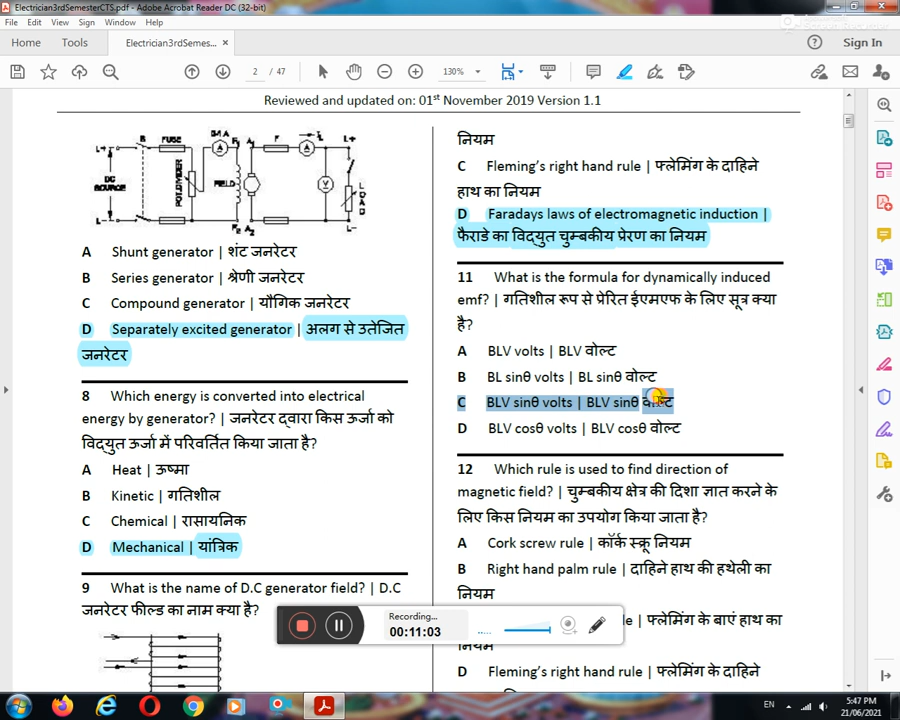 Electrician3rdSemesterCTS.pdf - Adobe Acrobat Reader DC (32-bit)
File Edit View Sign Window Help
Home Tools Electrician3rdSemes... × Sign In
2 / 47 130%
Reviewed and updated on: 01st November 2019 Version 1.1
B FUSE F L+
L+
DC SOURCE
POT.DIVIDER
FIELD
V
LOAD
L- F2 A2 L-
A Shunt generator | शंट जनरेटर
B Series generator | श्रेणी जनरेटर
C Compound generator | यौगिक जनरेटर
D Separately excited generator | अलग से उतेजित
जनरेटर
8 Which energy is converted into electrical
energy by generator? | जनरेटर द्वारा किस ऊर्जा को
विद्युत ऊर्जा में परिवर्तित किया जाता है?
A Heat | ऊष्मा
B Kinetic | गतिशील
C Chemical | रासायनिक
D Mechanical | यांत्रिक
9 What is the name of D.C generator field? | D.C
जनरेटर फील्ड का नाम क्या है?
नियम
C Fleming's right hand rule | फ्लेमिंग के दाहिने
हाथ का नियम
D Faradays laws of electromagnetic induction |
फैराडे का विद्युत चुम्बकीय प्रेरण का नियम
11 What is the formula for dynamically induced
emf? | गतिशील रूप से प्रेरित ईएमएफ के लिए सूत्र क्या
है?
A BLV volts | BLV वोल्ट
B BL sinθ volts | BL sinθ वोल्ट
C BLV sinθ volts | BLV sinθ वोल्ट
D BLV cosθ volts | BLV cosθ वोल्ट
12 Which rule is used to find direction of
magnetic field? | चुम्बकीय क्षेत्र की दिशा ज्ञात करने के
लिए किस नियम का उपयोग किया जाता है?
A Cork screw rule | कॉर्क स्क्रू नियम
B Right hand palm rule | दाहिने हाथ की हथेली का
नियम
le | फ्लेमिंग के बाएं हाथ का
नियम
D Fleming's right hand rule | फ्लेमिंग के दाहिने
Recording...
00:11:03
EN 5:47 PM
21/06/2021